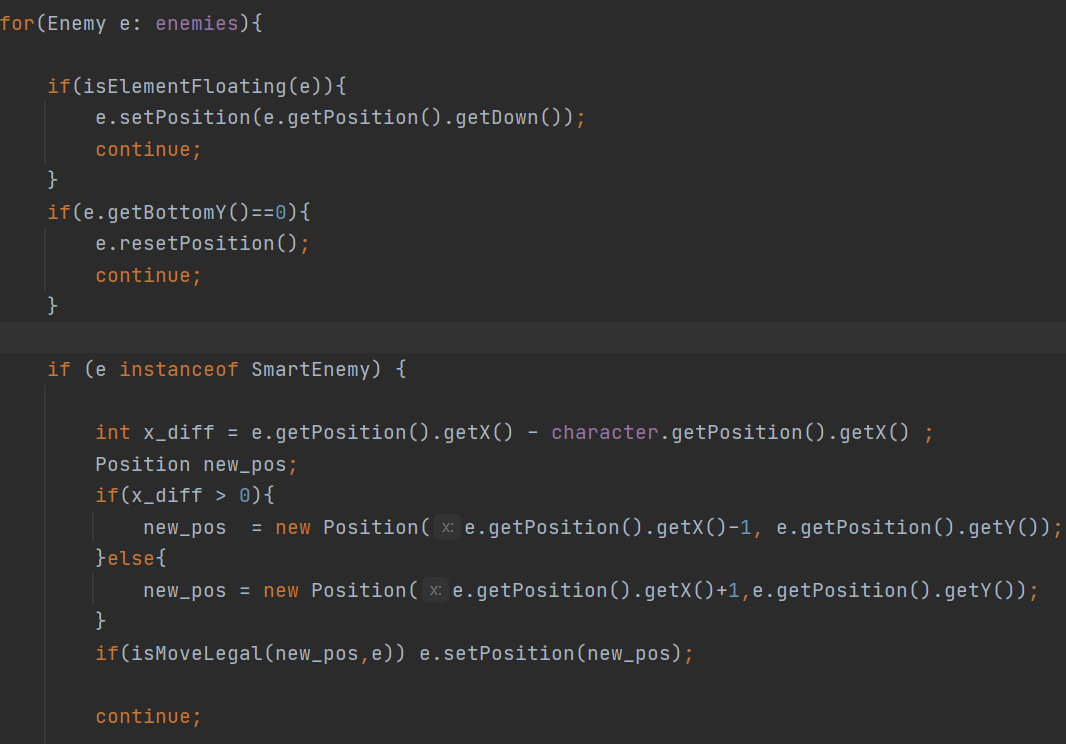 for(Enemy e: enemies){
if(isElementFloating(e)){
e.setPosition(e.getPosition().getDown());
continue;
}
if(e.getBottomY()==0){
e.resetPosition();
continue;
}
if (e instanceof SmartEnemy) {
int x_diff = e.getPosition().getX() - character.getPosition().getX() ;
Position new_pos;
if(x_diff > 0){
new_pos  = new Position( x: e.getPosition().getX()-1, e.getPosition().getY());
}else{
new_pos = new Position( x: e.getPosition().getX()+1,e.getPosition().getY());
}
if(isMoveLegal(new_pos,e)) e.setPosition(new_pos);
continue;